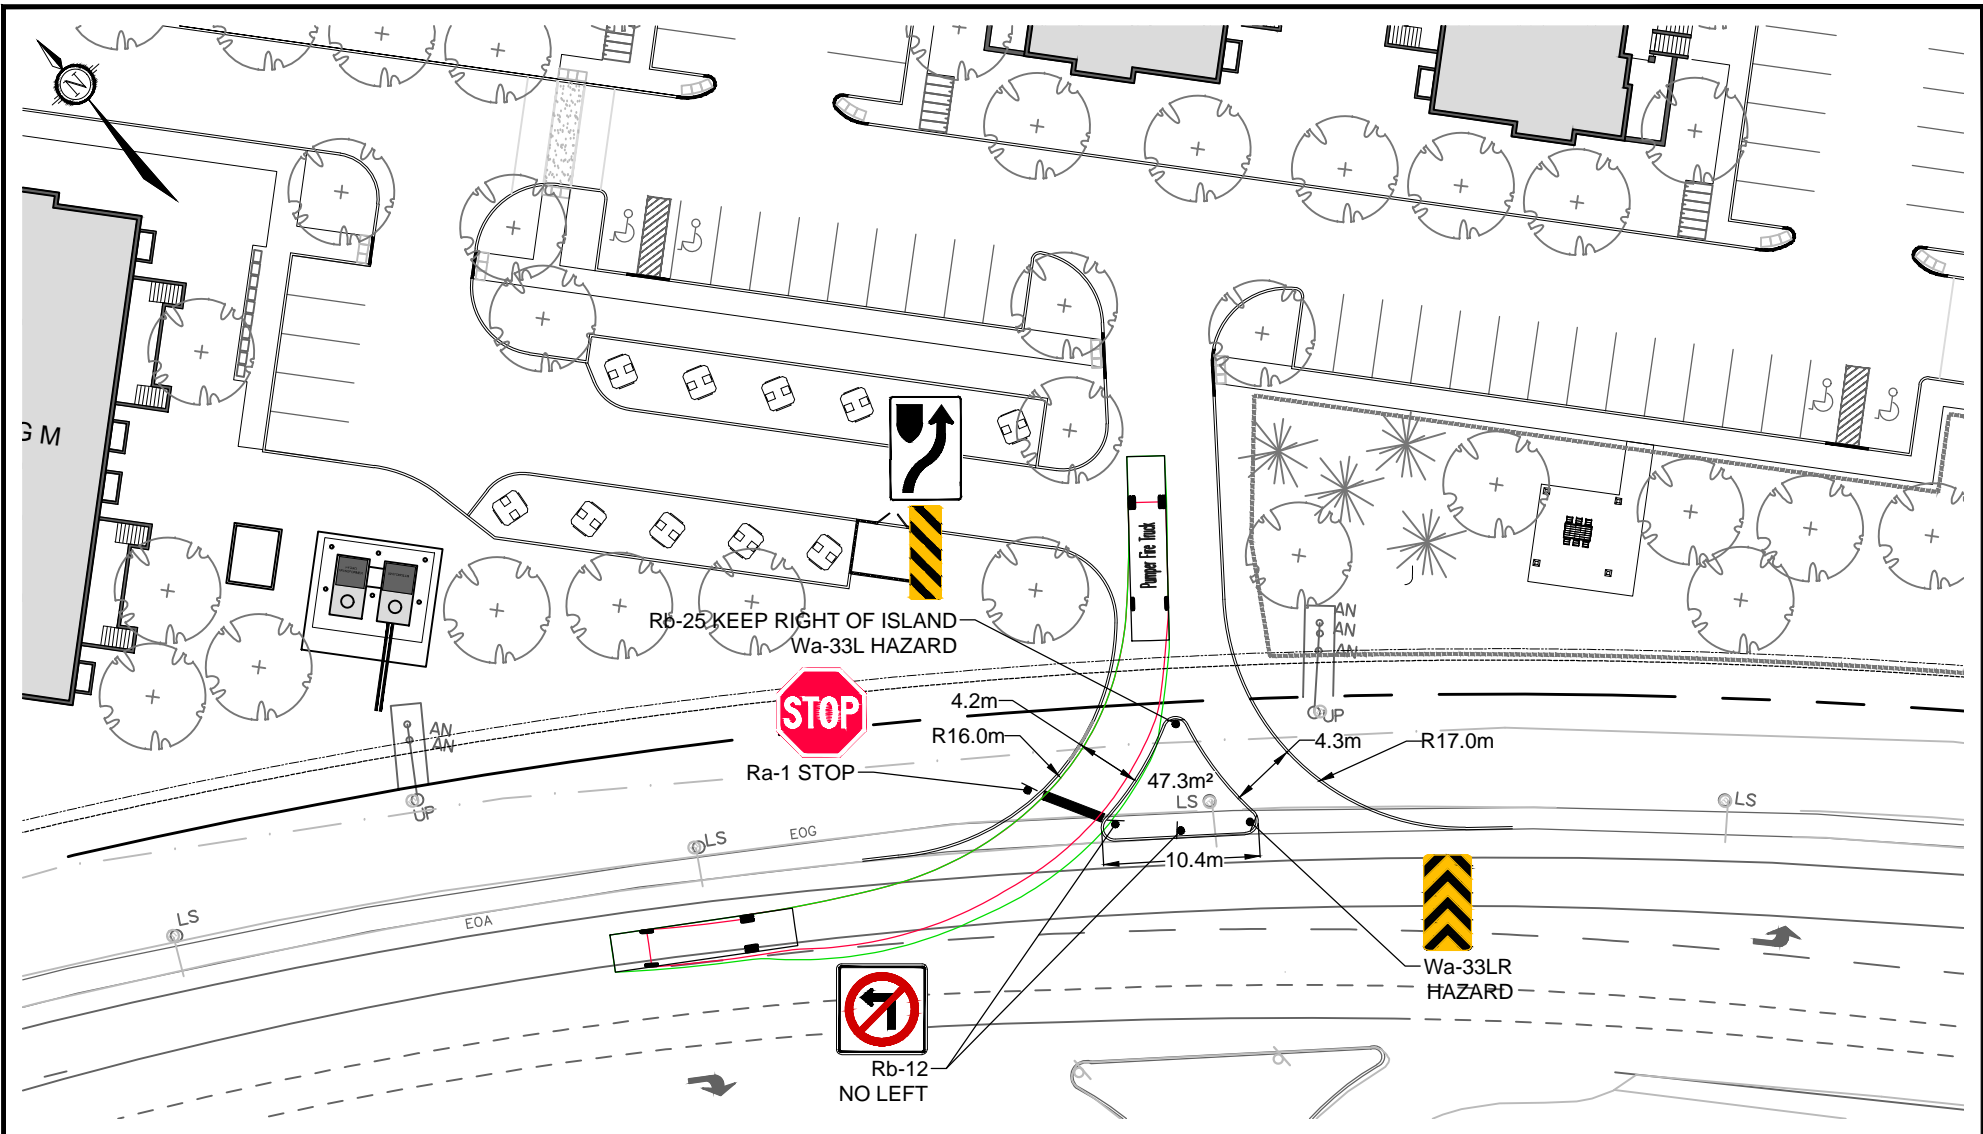 N
G M
Pumper Fire Truck
Rb-25 KEEP RIGHT OF ISLAND
Wa-33L HAZARD
AN
AN
AN
UP
STOP
4.2m
R16.0m
4.3m
R17.0m
Ra-1 STOP
47.3m²
AN
AN
UP
LS
LS
LS
EOG
LS
EOA
10.4m
Wa-33LR
HAZARD
Rb-12
NO LEFT